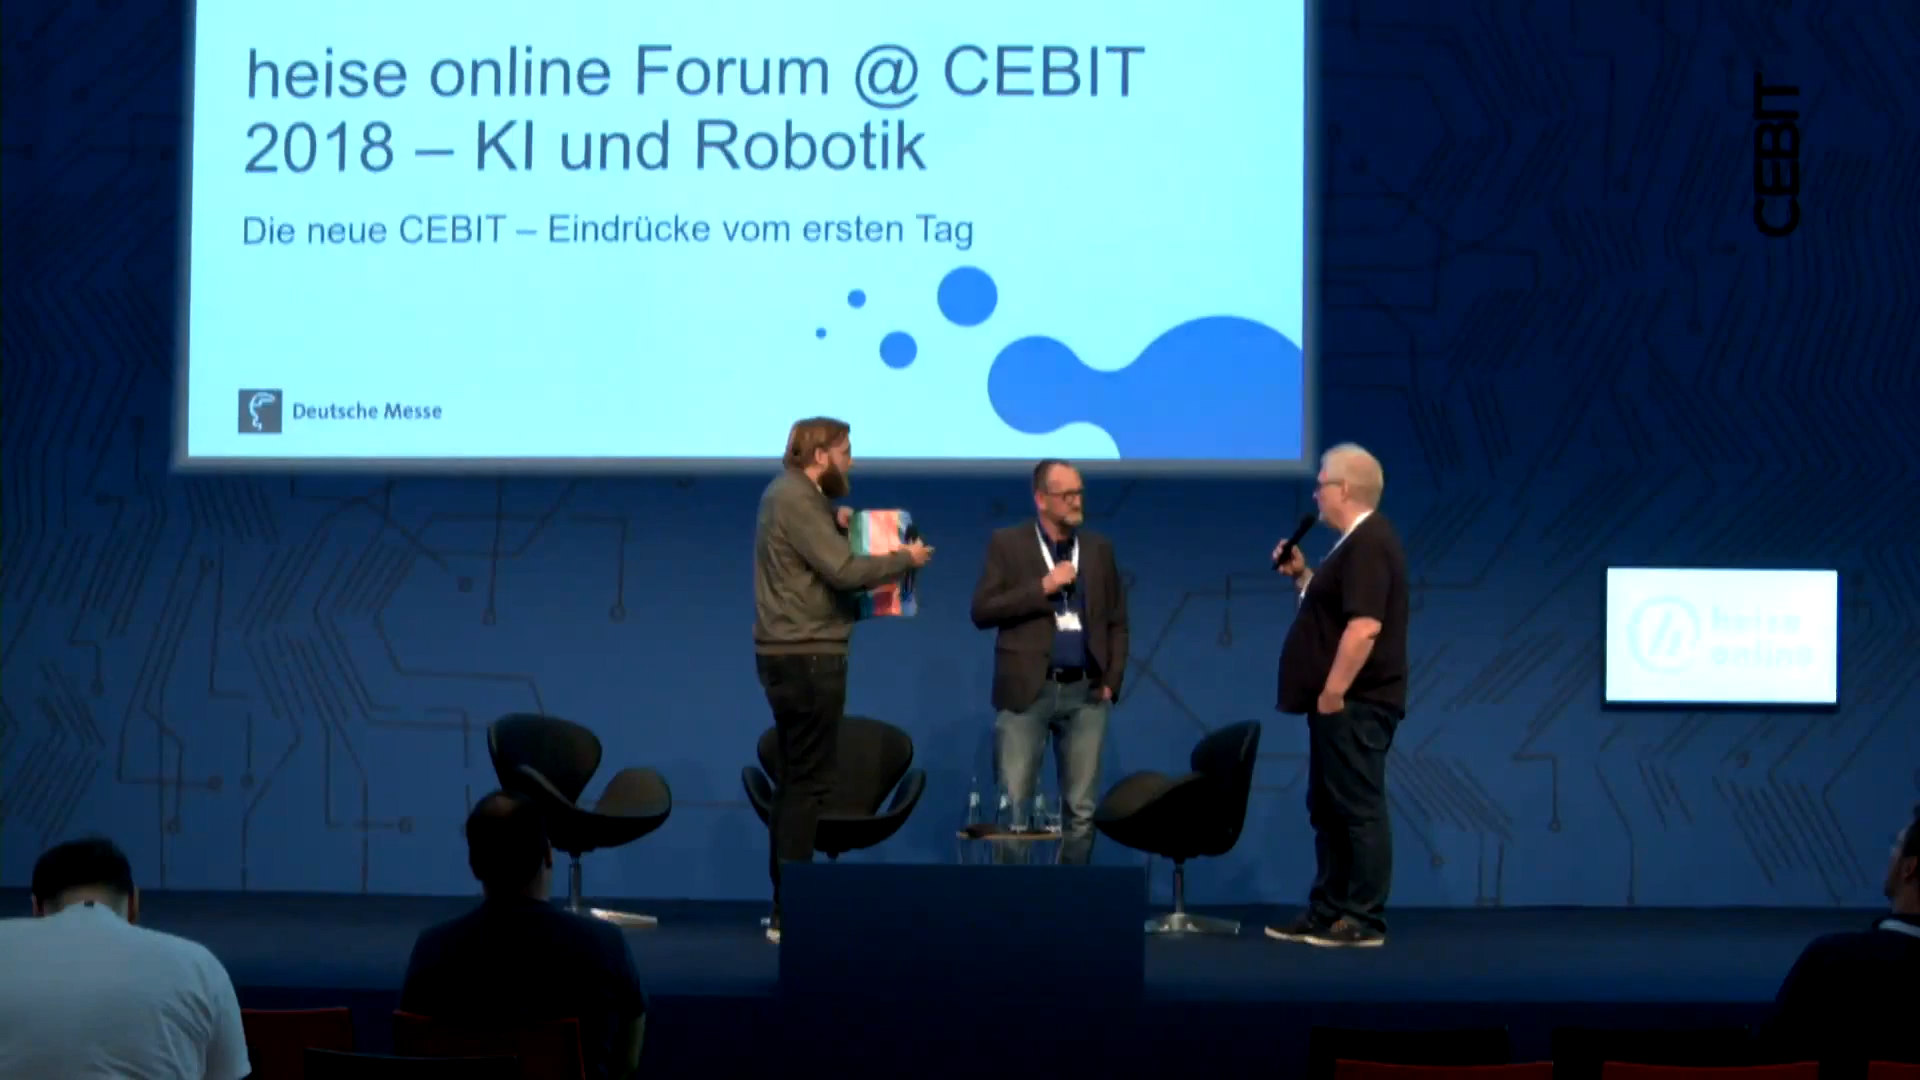 heise online Forum @ CEBIT
2018 – KI und Robotik
Die neue CEBIT – Eindrücke vom ersten Tag
Deutsche Messe
CEBIT
heise
online